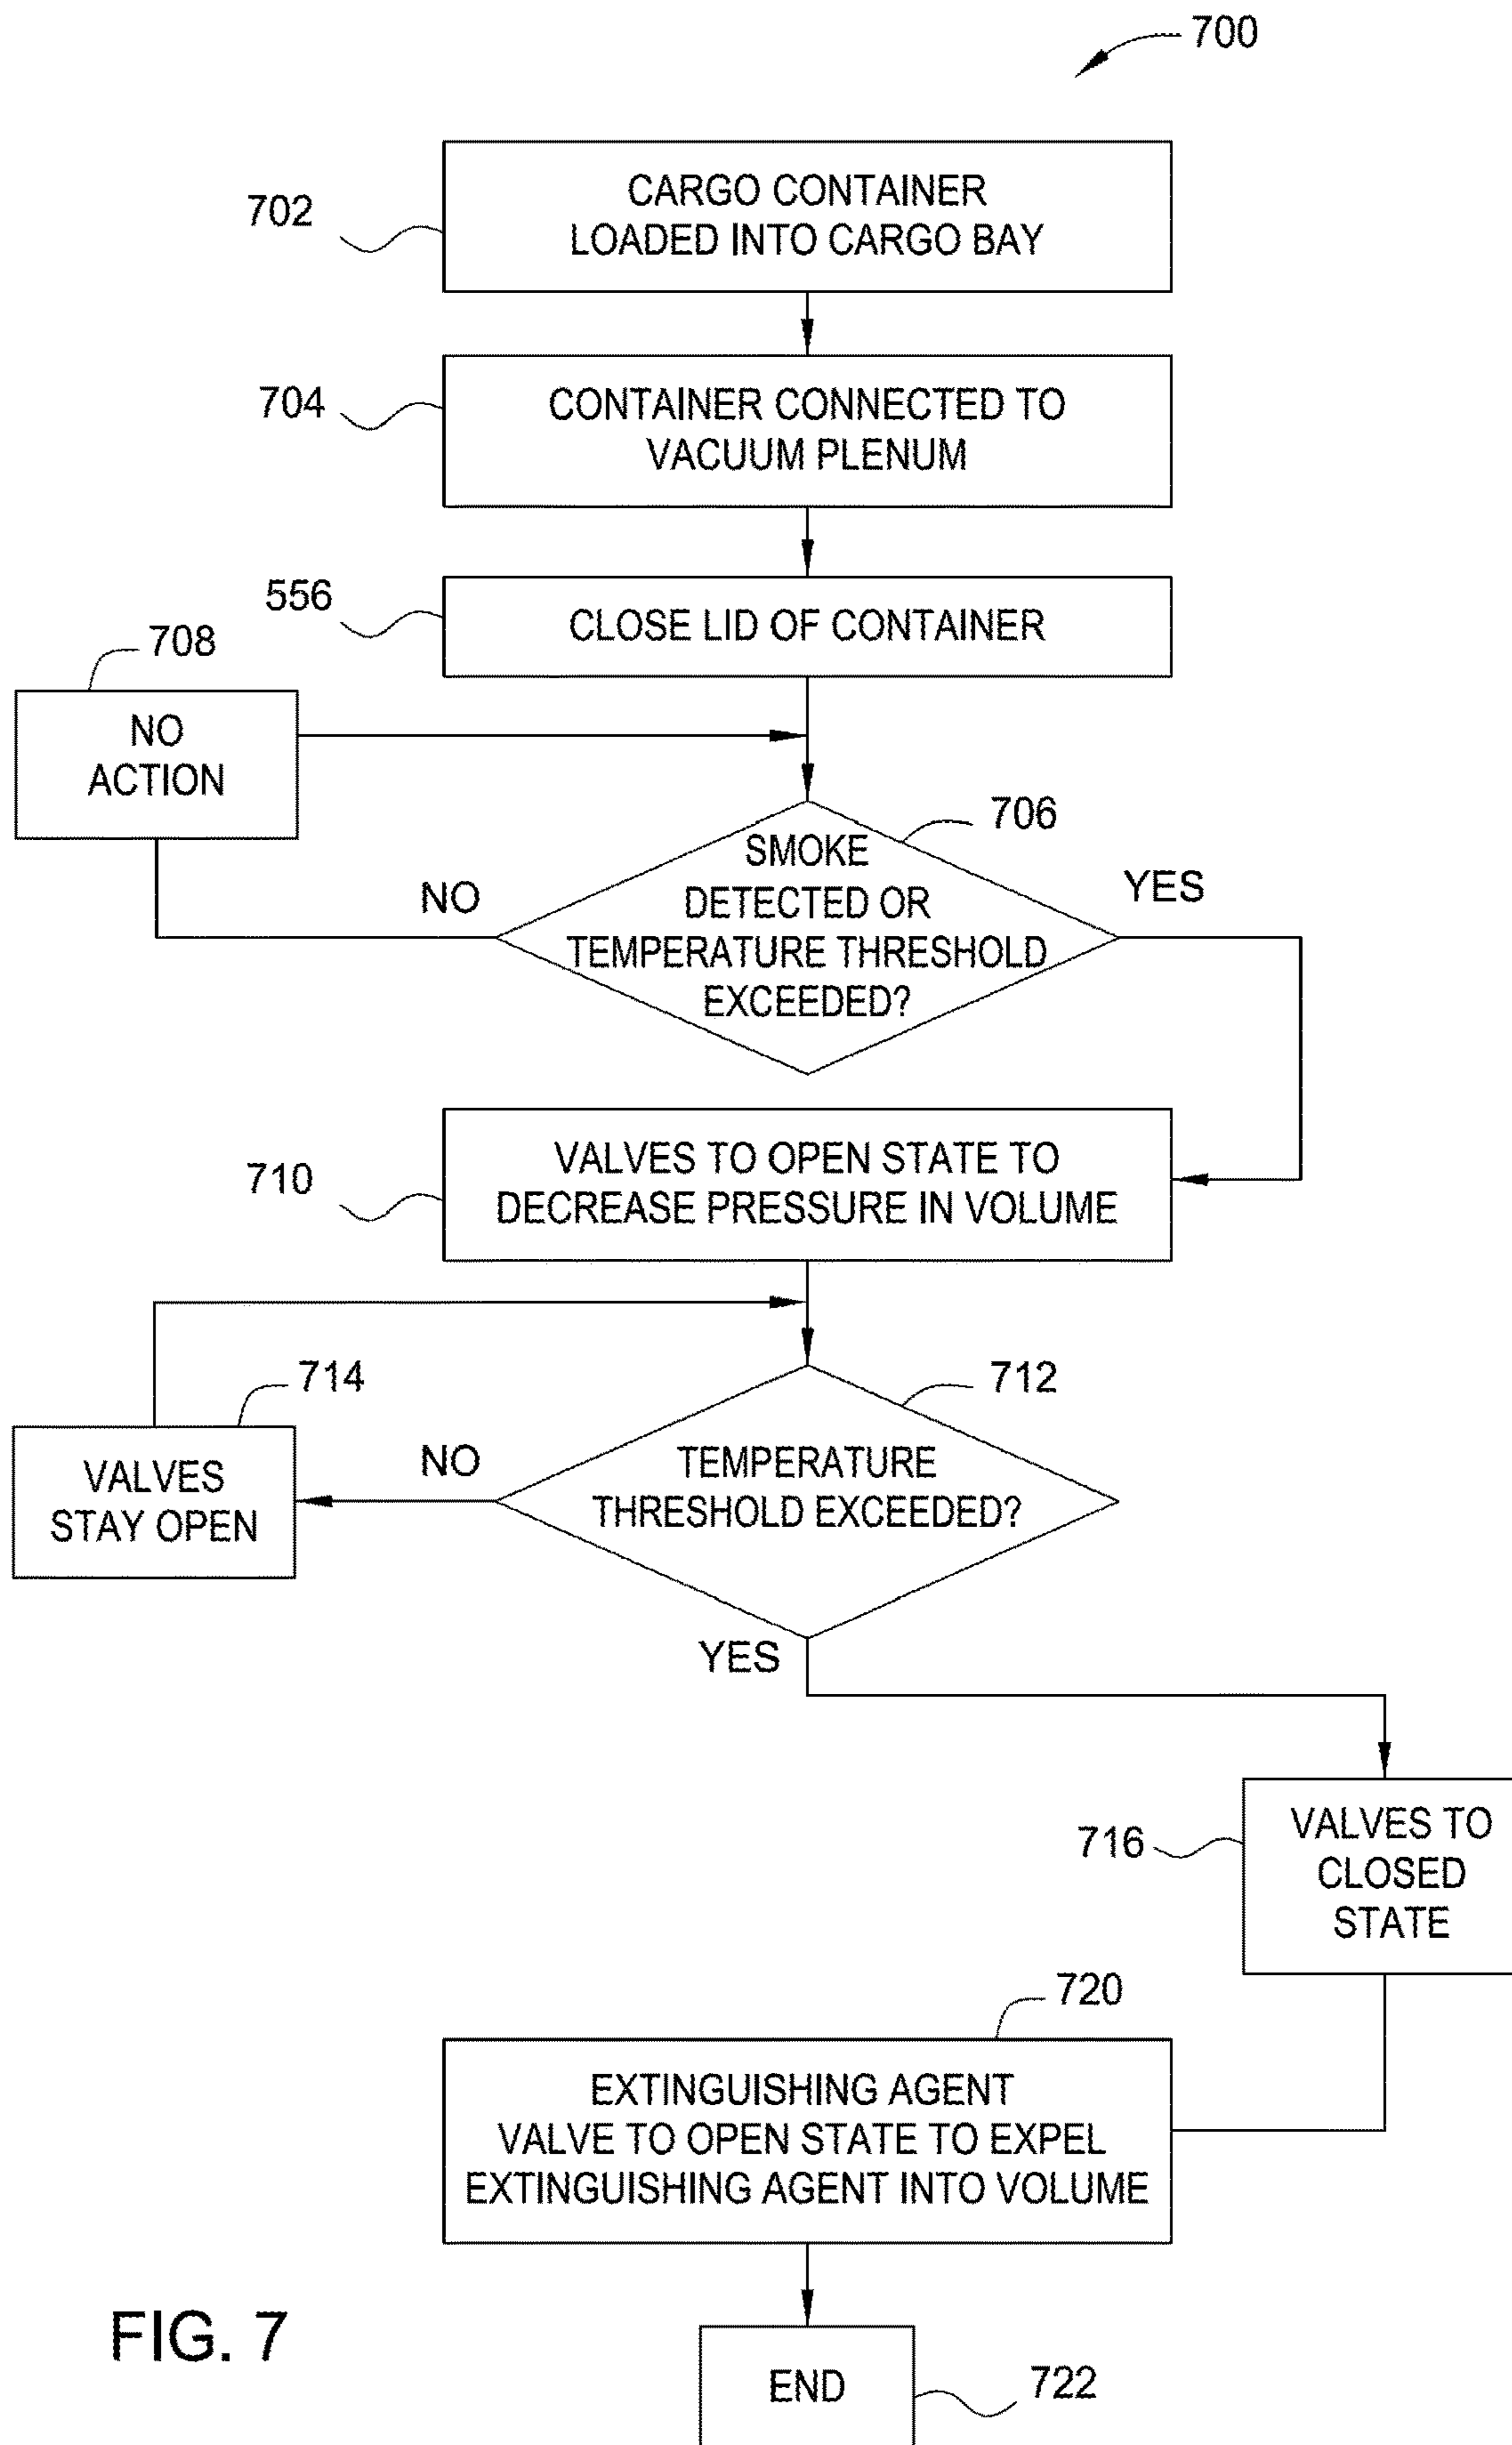 700
702
CARGO CONTAINER
LOADED INTO CARGO BAY
704
CONTAINER CONNECTED TO
VACUUM PLENUM
556
CLOSE LID OF CONTAINER
708
NO
ACTION
706
SMOKE
DETECTED OR
TEMPERATURE THRESHOLD
EXCEEDED?
NO
YES
710
VALVES TO OPEN STATE TO
DECREASE PRESSURE IN VOLUME
714
VALVES
STAY OPEN
712
NO
TEMPERATURE
THRESHOLD EXCEEDED?
YES
716
VALVES TO
CLOSED
STATE
720
EXTINGUISHING AGENT
VALVE TO OPEN STATE TO EXPEL
EXTINGUISHING AGENT INTO VOLUME
FIG. 7
END
722